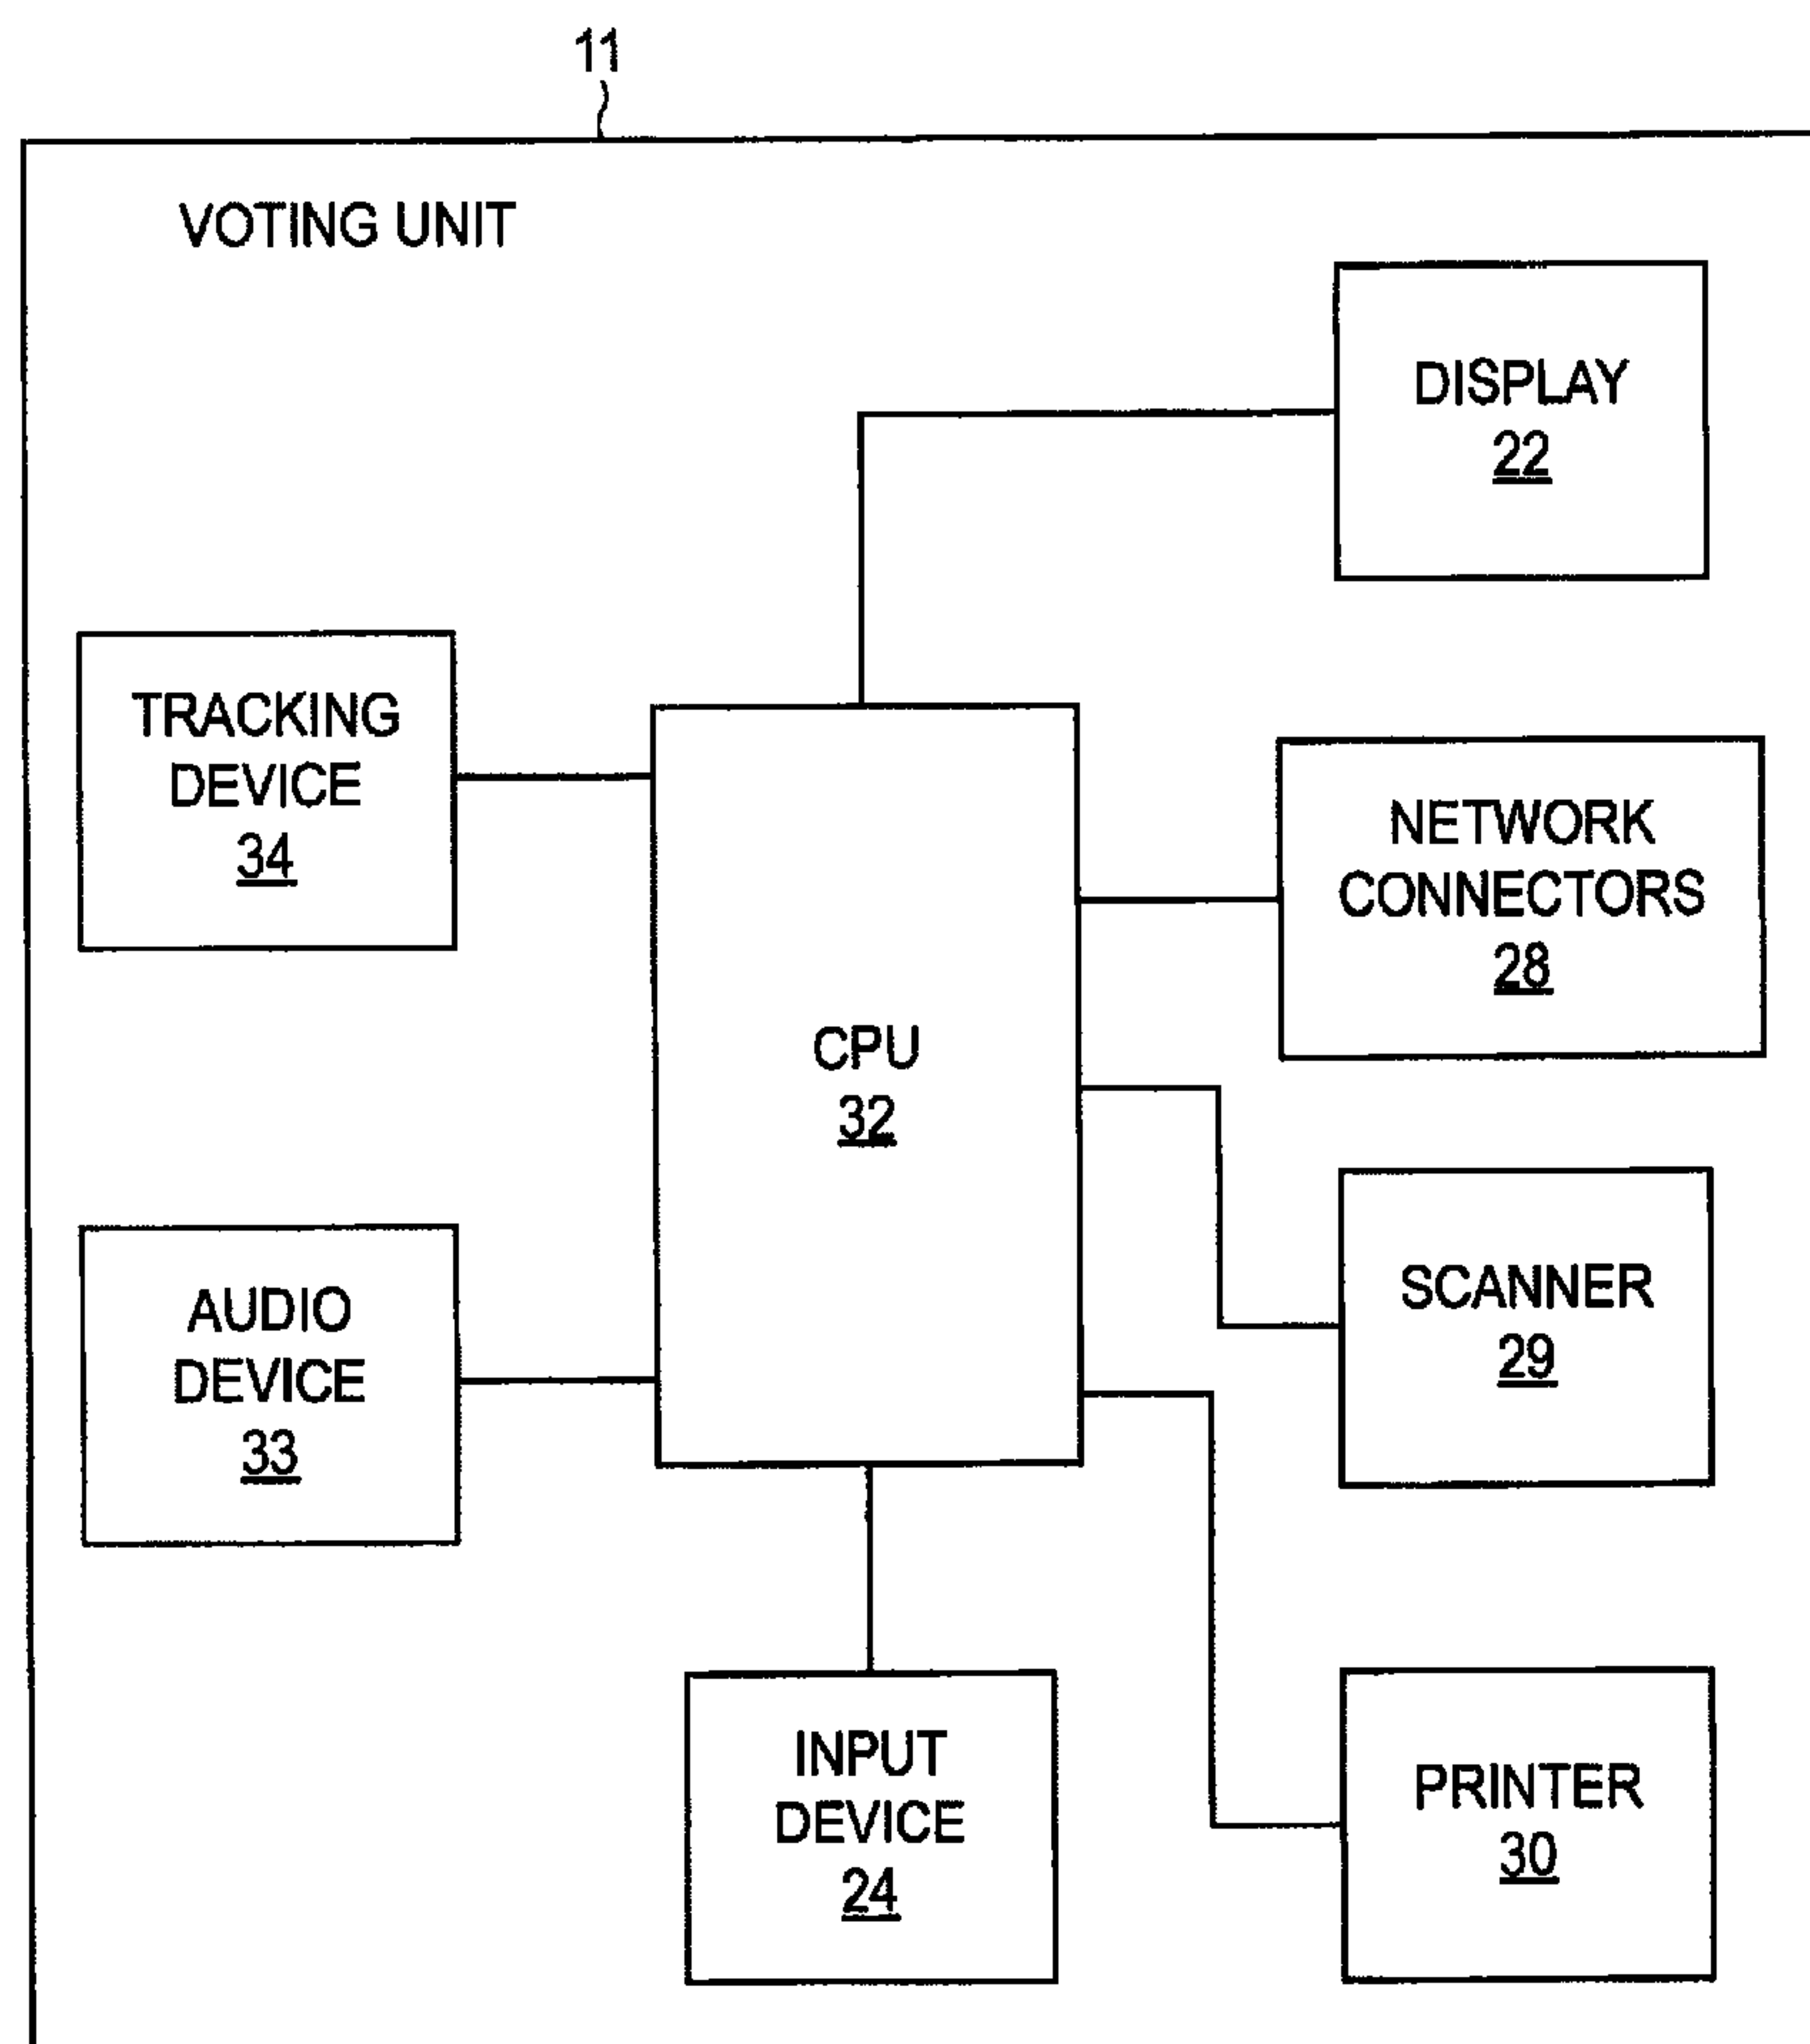 11
VOTING UNIT
DISPLAY
22
TRACKING
DEVICE
34
NETWORK
CONNECTORS
28
CPU
32
SCANNER
29
AUDIO
DEVICE
33
INPUT
DEVICE
24
PRINTER
30